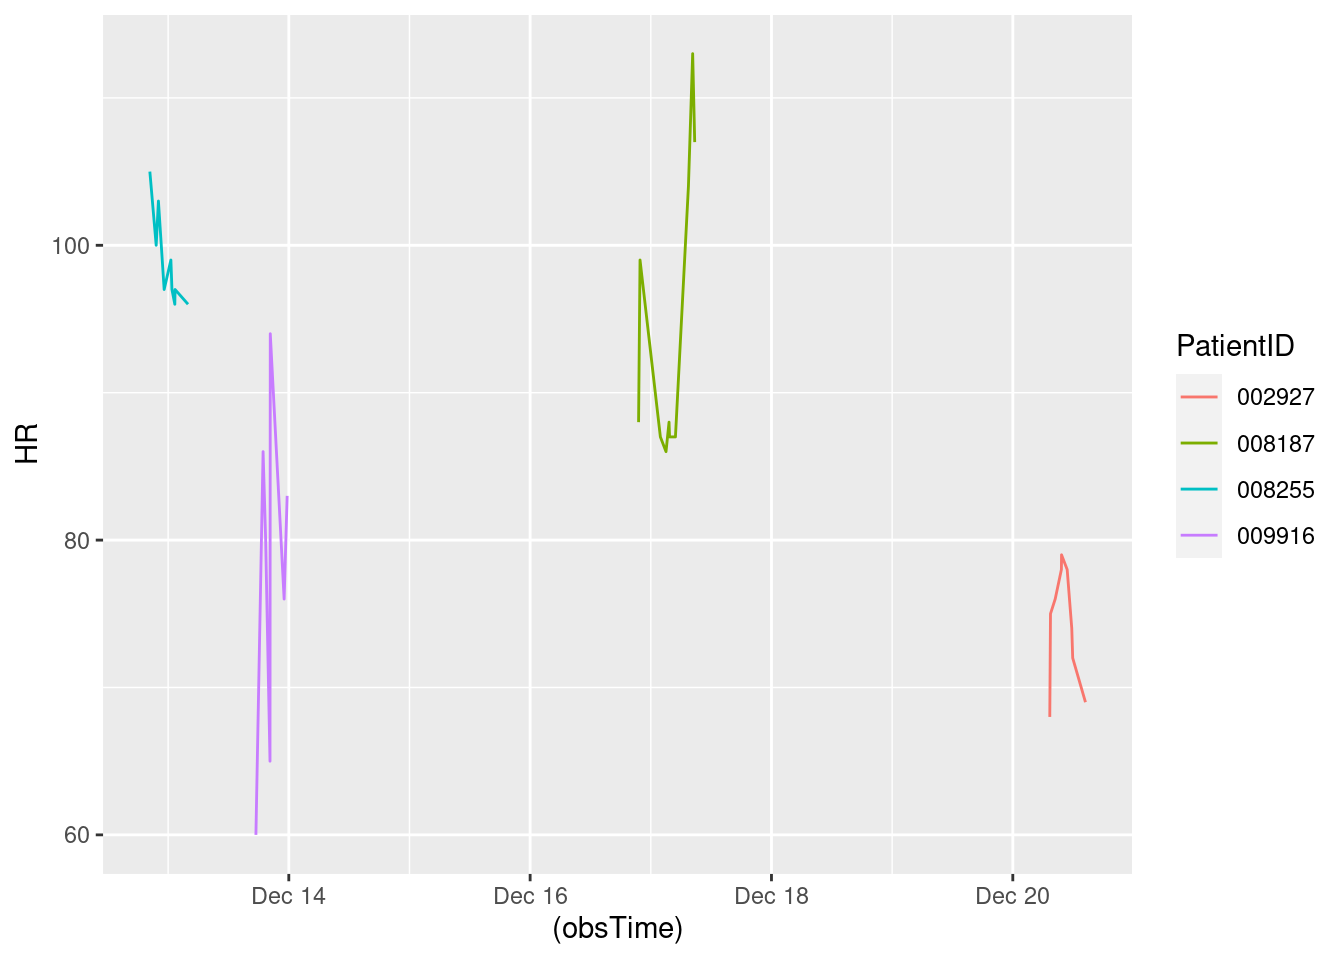 HR
100
80
60
Dec 14
Dec 16
Dec 18
Dec 20
(obsTime)
PatientID
002927
008187
008255
009916